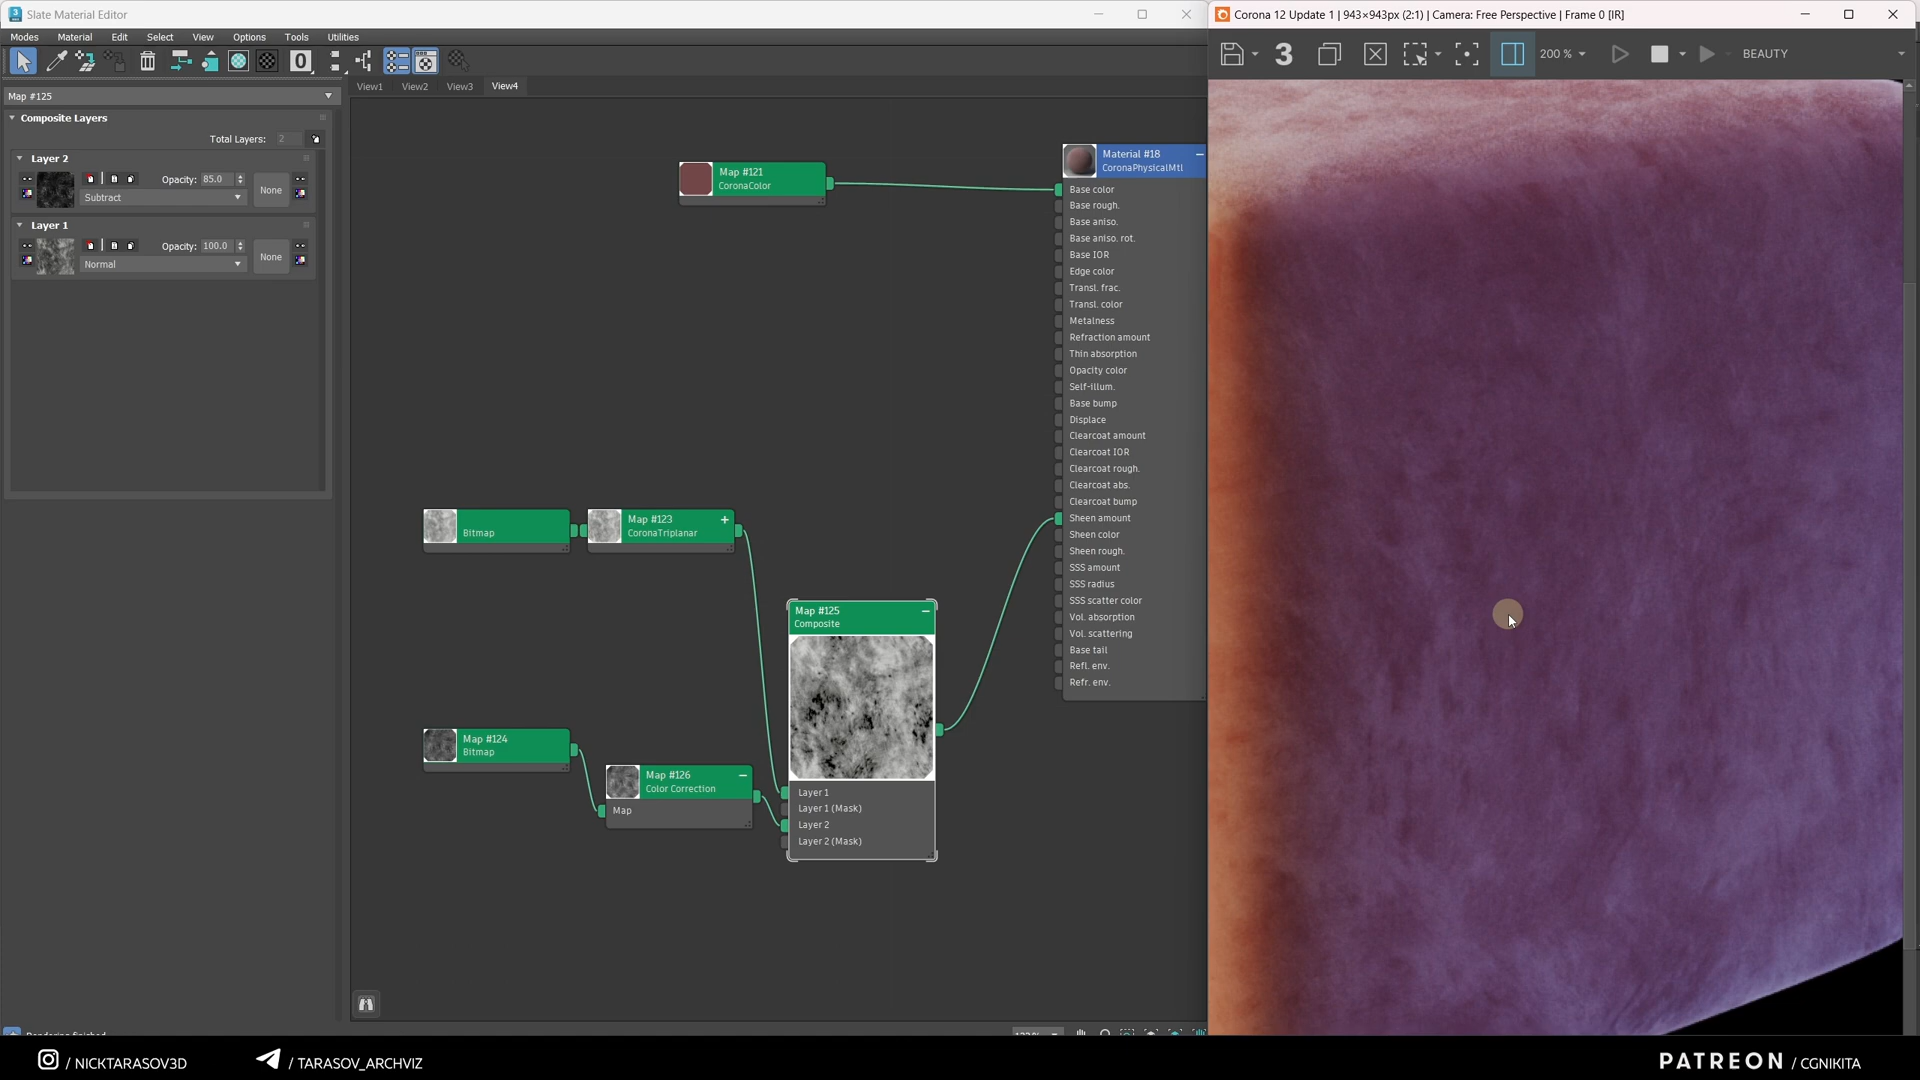 Slate Material Editor
Modes Material Edit Select View Options Tools Utilities
Map #125
Composite Layers
Total Layers: 2
Layer 2
Opacity: 85.0
None
Subtract
Layer 1
Opacity: 100.0
None
Normal
View1 View2 View3 View4
Map #121
CoronaColor
Material #18
CoronaPhysicalMtl
Base color
Base rough.
Base aniso.
Base aniso. rot.
Base IOR
Edge color
Transl. frac.
Transl. color
Metalness
Refraction amount
Thin absorption
Opacity color
Self-illum.
Base bump
Displace
Clearcoat amount
Clearcoat IOR
Clearcoat rough.
Clearcoat abs.
Clearcoat bump
Sheen amount
Sheen color
Sheen rough.
SSS amount
SSS radius
SSS scatter color
Vol. absorption
Vol. scattering
Base tail
Refl. env.
Refr. env.
Bitmap
Map #123
CoronaTriplanar
Map #124
Bitmap
Map #126
Color Correction
Map
Map #125
Composite
Layer 1
Layer 1 (Mask)
Layer 2
Layer 2 (Mask)
Rendering finished
Corona 12 Update 1 | 943×943px (2:1) | Camera: Free Perspective | Frame 0 [IR]
3
200 %
BEAUTY
/ NICKTARASOV3D
/ TARASOV_ARCHVIZ
PATREON / CGNIKITA